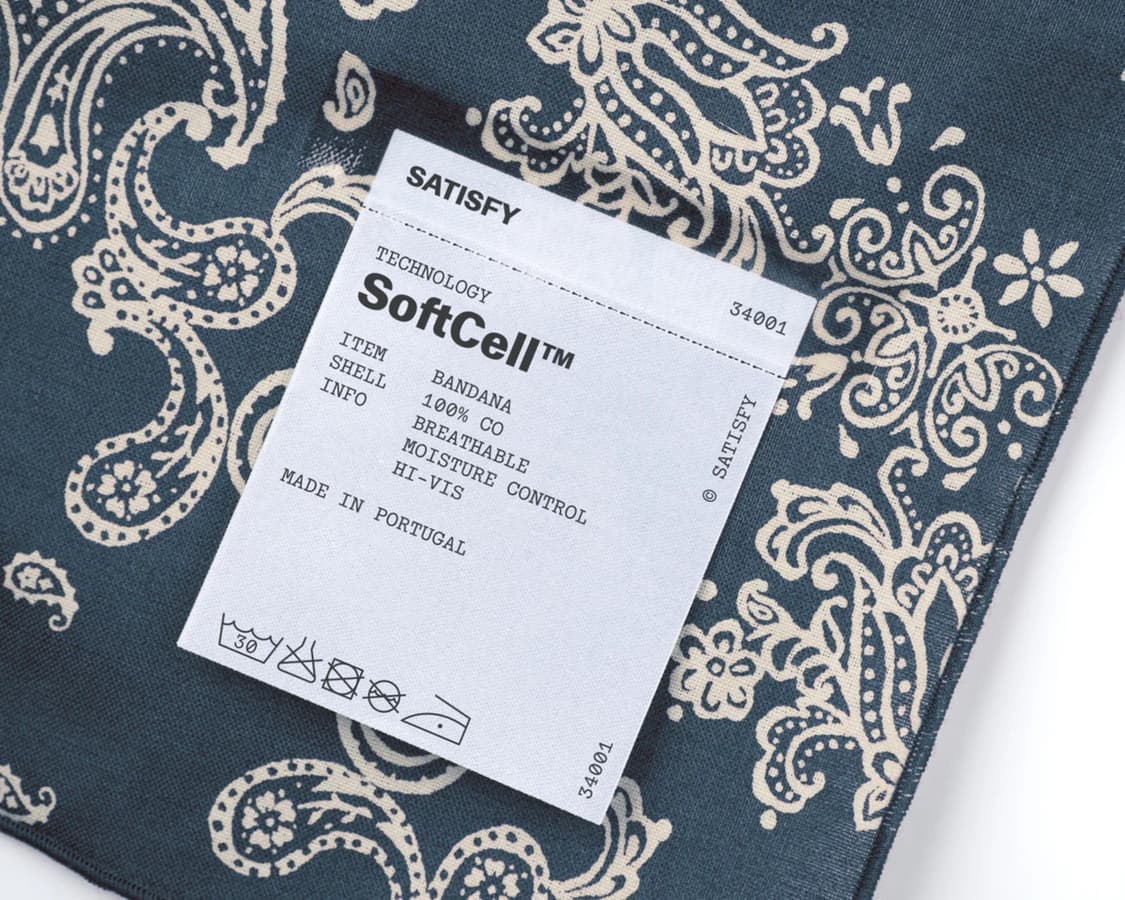 SATISFY
34001
TECHNOLOGY
SoftCell™
ITEM BANDANA
SHELL 100% CO
INFO BREATHABLE
MOISTURE CONTROL
HI-VIS
MADE IN PORTUGAL
© SATISFY
30
34001